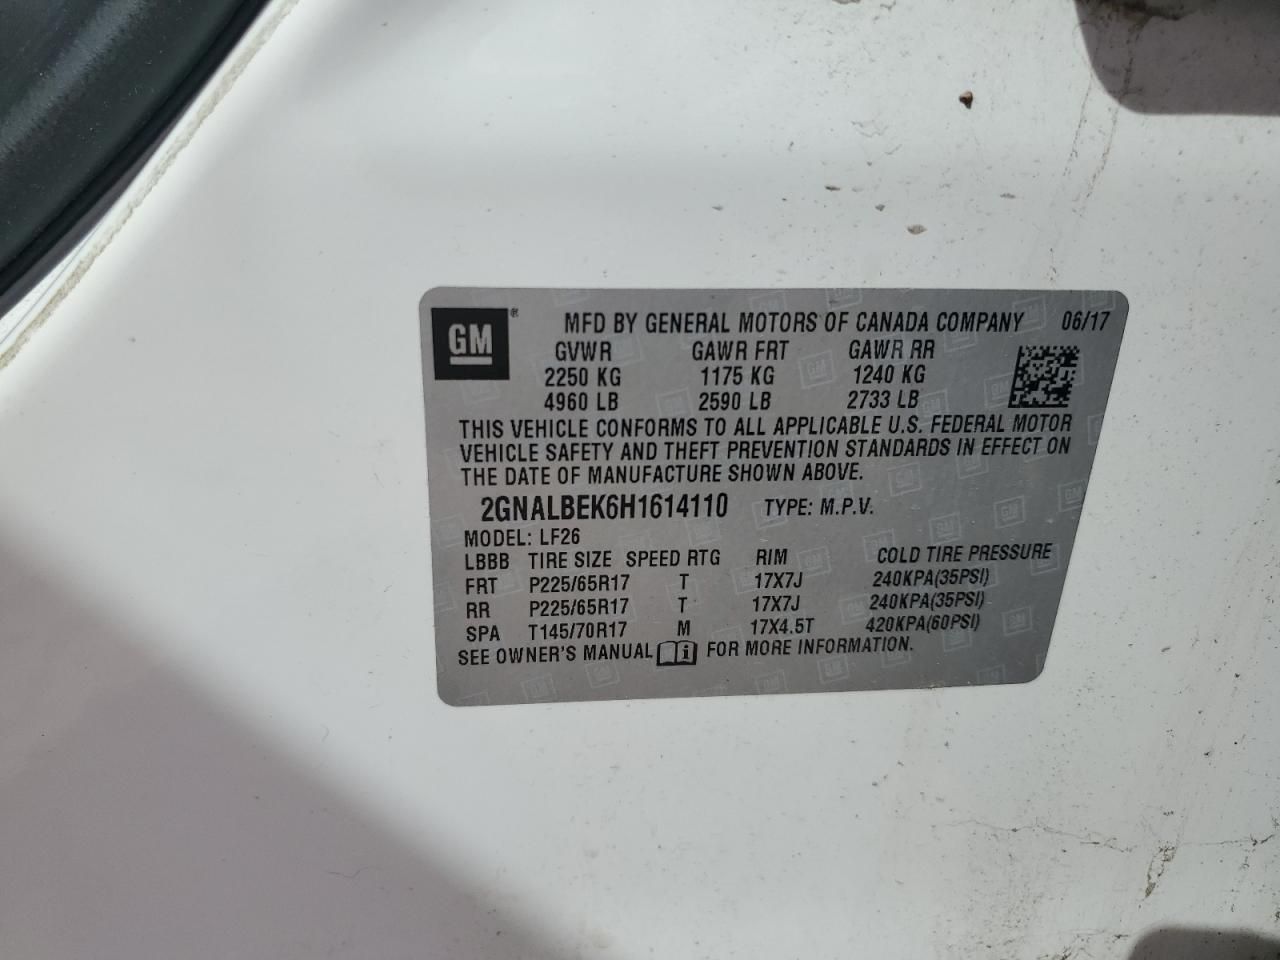 GM® MFD BY GENERAL MOTORS OF CANADA COMPANY 06/17
GVWR GAWR FRT GAWR RR
2250 KG 1175 KG 1240 KG
4960 LB 2590 LB 2733 LB
THIS VEHICLE CONFORMS TO ALL APPLICABLE U.S. FEDERAL MOTOR
VEHICLE SAFETY AND THEFT PREVENTION STANDARDS IN EFFECT ON
THE DATE OF MANUFACTURE SHOWN ABOVE.
2GNALBEK6H1614110 TYPE: M.P.V.
MODEL: LF26
LBBB TIRE SIZE SPEED RTG RIM COLD TIRE PRESSURE
FRT P225/65R17 T 17X7J 240KPA(35PSI)
RR P225/65R17 T 17X7J 240KPA(35PSI)
SPA T145/70R17 M 17X4.5T 420KPA(60PSI)
SEE OWNER'S MANUAL FOR MORE INFORMATION.